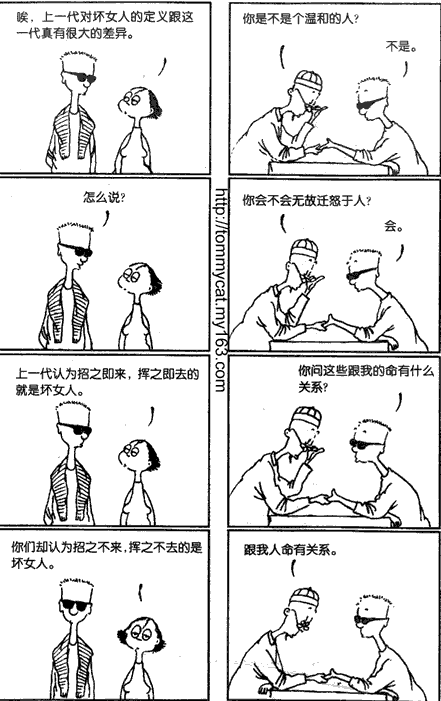 唉，上一代对坏女人的定义跟这
一代真有很大的差异。
怎么说?
上一代认为招之即来，挥之即去的
就是坏女人。
你们却认为招之不来,挥之不去的是
坏女人。
http://tommycat.my163.com
你是不是个温和的人?
不是。
你会不会无故迁怒于人?
会。
你问这些跟我的命有什么
关系?
跟我人命有关系。